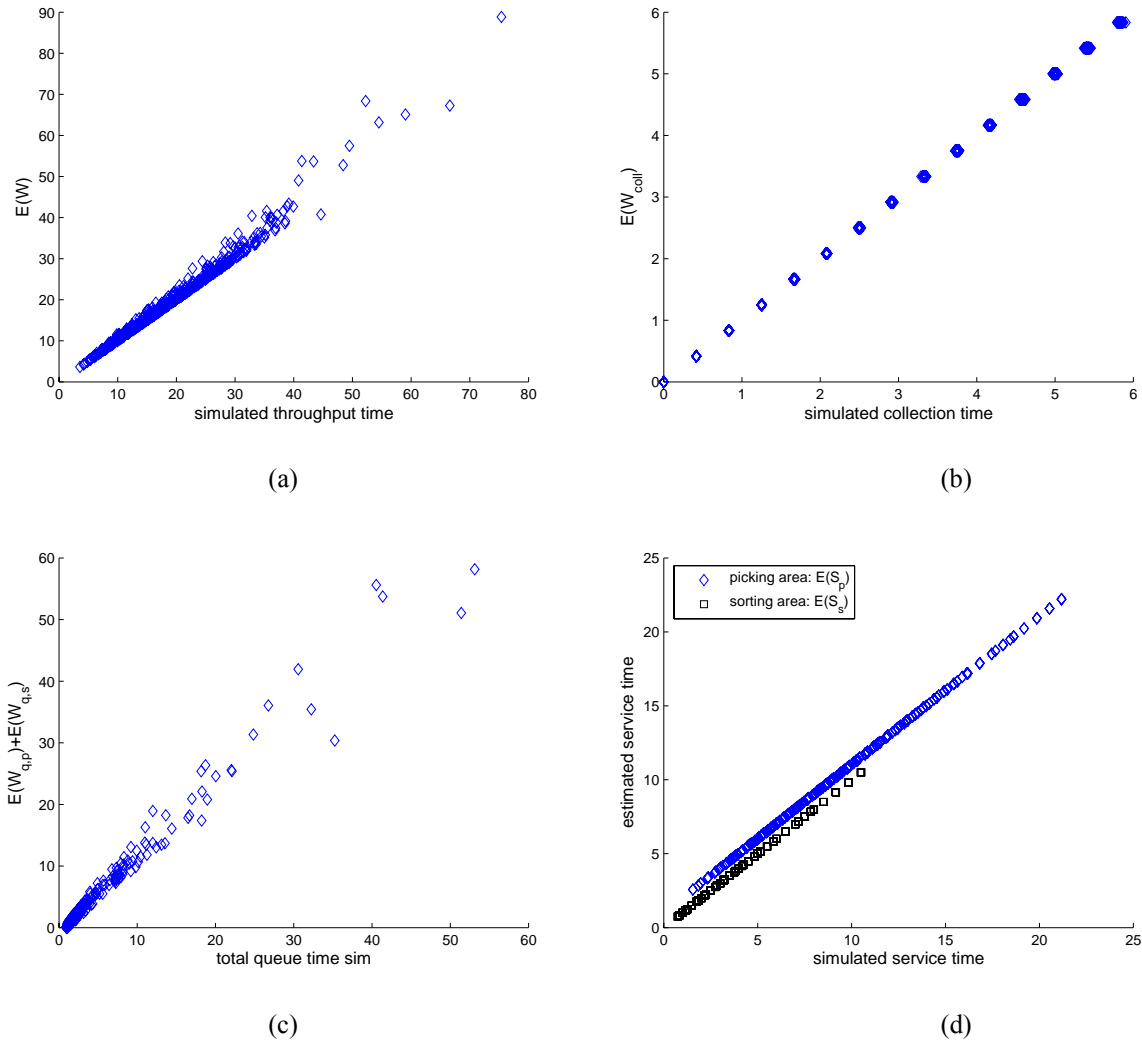 90
80
70
60
50
40
30
20
10
0
E(W)
0 10 20 30 40 50 60 70 80
simulated throughput time
(a)
6
5
4
3
2
1
0
E(W_coll)
0 1 2 3 4 5 6
simulated collection time
(b)
60
50
40
30
20
10
0
E(W_q,p)+E(W_q,s)
0 10 20 30 40 50 60
total queue time sim
(c)
25
20
15
10
5
0
estimated service time
picking area: E(S_p)
sorting area: E(S_s)
0 5 10 15 20 25
simulated service time
(d)